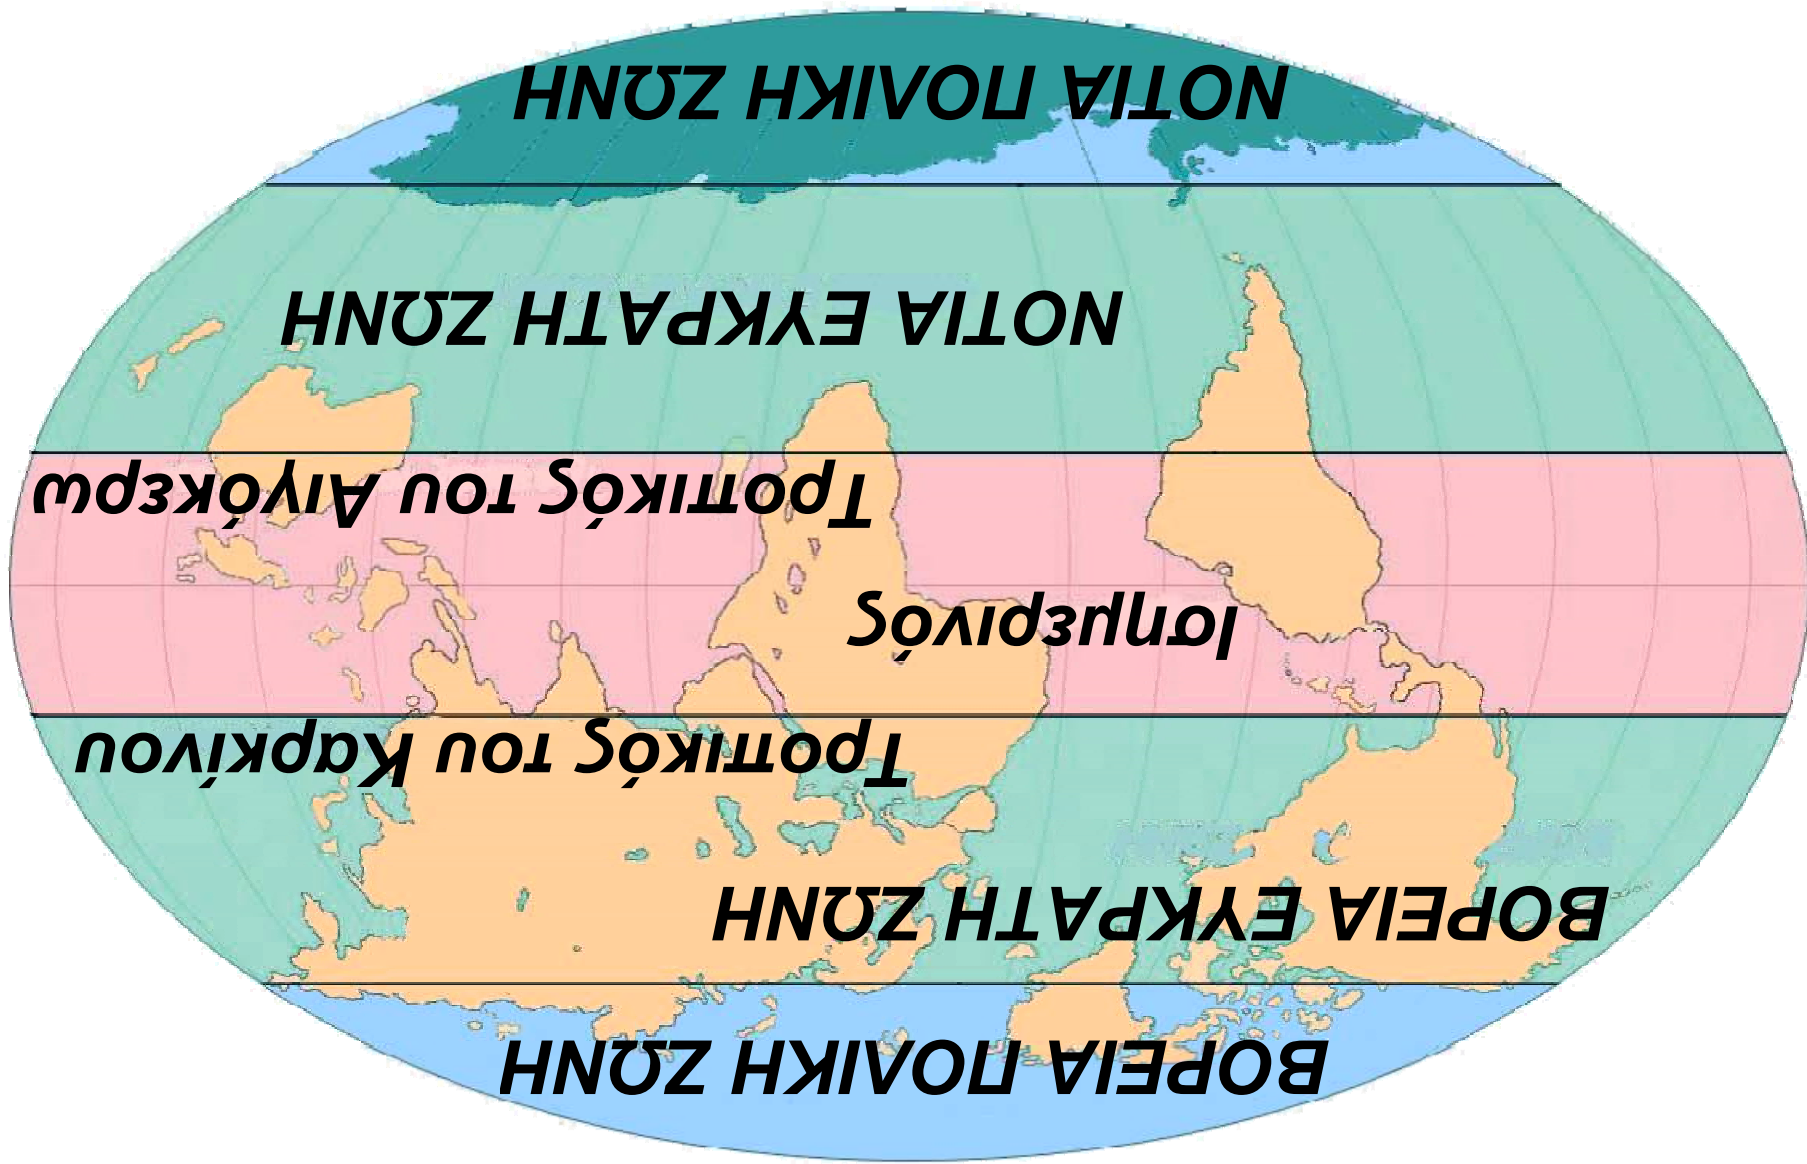 ΒΟΡΕΙΑ ΠΟΛΙΚΗ ΖΩΝΗ
ΒΟΡΕΙΑ ΕΥΚΡΑΤΗ ΖΩΝΗ
Τροπικός του Καρκίνου
Ισημερινός
Τροπικός του Αιγόκερω
ΝΟΤΙΑ ΕΥΚΡΑΤΗ ΖΩΝΗ
ΝΟΤΙΑ ΠΟΛΙΚΗ ΖΩΝΗ